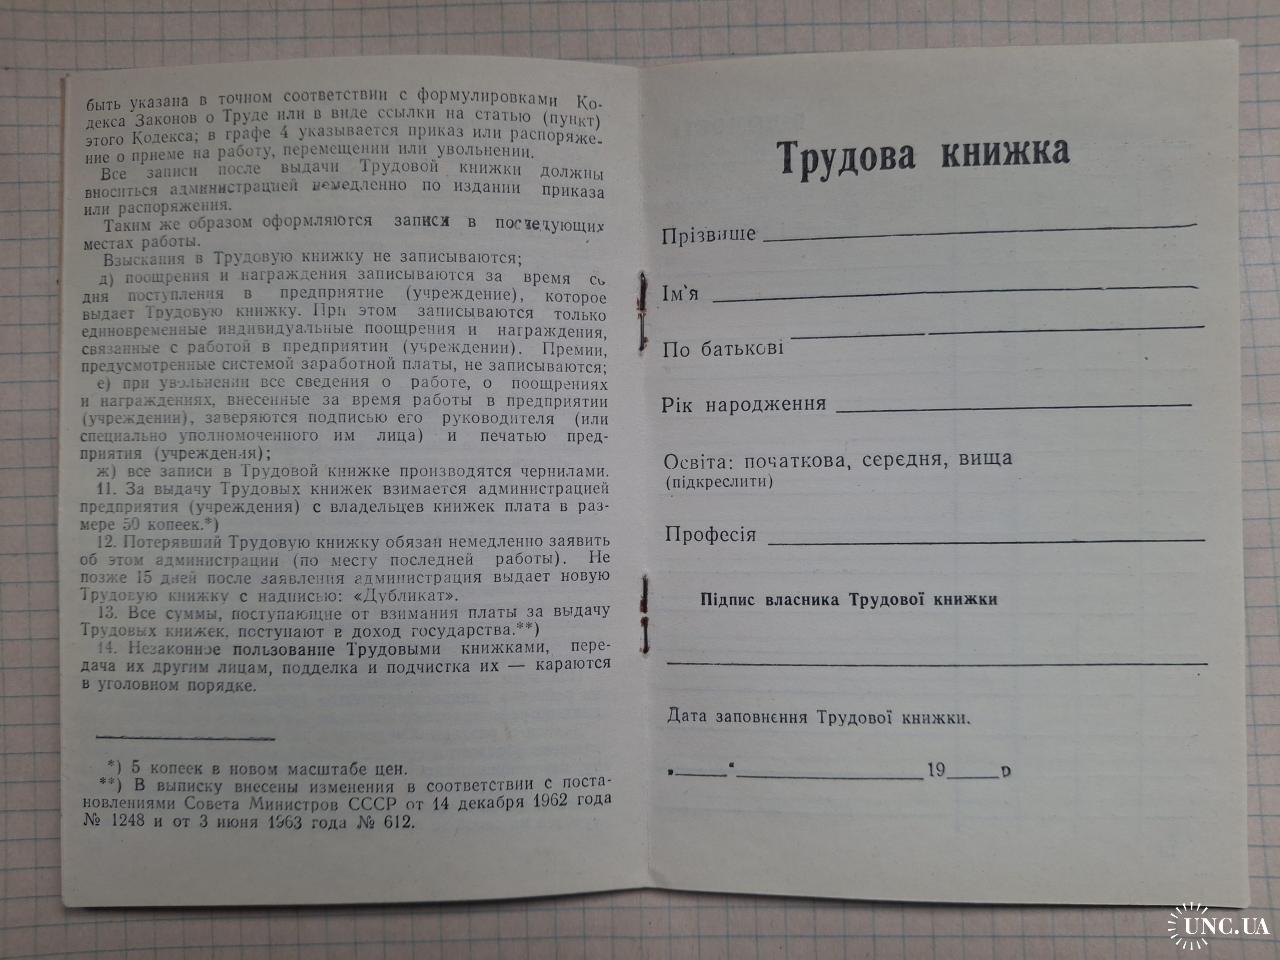 быть указана в точном соответствии с формулировками Ко-
декса Законов о Труде или в виде ссылки на статью (пункт)
этого Кодекса; в графе 4 указывается приказ или распоряже-
ние о приеме на работу, перемещении или увольнении.
Все записи после выдачи Трудовой книжки должны
вноситься администрацией немедленно по издании приказа
или распоряжения.
Таким же образом оформляются записи в последующих
местах работы.
Взыскания в Трудовую книжку не записываются;
д) поощрения и награждения записываются за время со
дня поступления в предприятие (учреждение), которое
выдает Трудовую книжку. При этом записываются только
единовременные индивидуальные поощрения и награждения,
связанные с работой в предприятии (учреждении). Премии,
предусмотренные системой заработной платы, не записываются;
е) при увольнении все сведения о работе, о поощрениях
и награждениях, внесенные за время работы в предприятии
(учреждении), заверяются подписью его руководителя (или
специально уполномоченного им лица) и печатью пред-
приятия (учреждения);
ж) все записи в Трудовой книжке производятся чернилами.
11. За выдачу Трудовых книжек взимается администрацией
предприятия (учреждения) с владельцев книжек плата в раз-
мере 50 копеек.*)
12. Потерявший Трудовую книжку обязан немедленно заявить
об этом администрации (по месту последней работы). Не
позже 15 дней после заявления администрация выдает новую
Трудовую книжку с надписью: «Дубликат».
13. Все суммы, поступающие от взимания платы за выдачу
Трудовых книжек, поступают в доход государства.**)
14. Незаконное пользование Трудовыми книжками, пере-
дача их другим лицам, подделка и подчистка их — караются
в уголовном порядке.
*) 5 копеек в новом масштабе цен.
**) В выписку внесены изменения в соответствии с поста-
новлениями Совета Министров СССР от 14 декабря 1962 года
№ 1248 и от 3 июня 1963 года № 612.
Трудова книжка
Прізвище
Ім'я
По батькові
Рік народження
Освіта: початкова, середня, вища
(підкреслити)
Професія
Підпис власника Трудової книжки
Дата заповнення Трудової книжки.
„___“ ___________ 19___р
UNC.UA